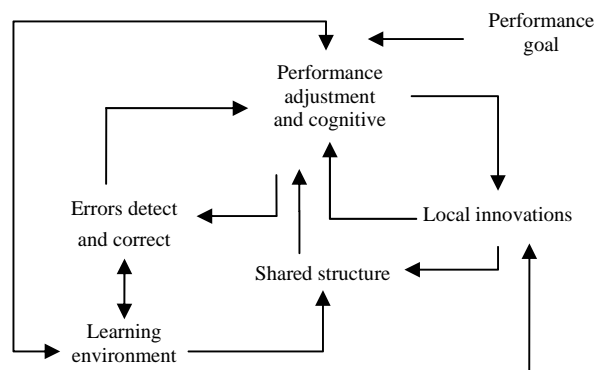 Performance
goal
Performance
adjustment
and cognitive
Errors detect
and correct
Local innovations
Shared structure
Learning
environment